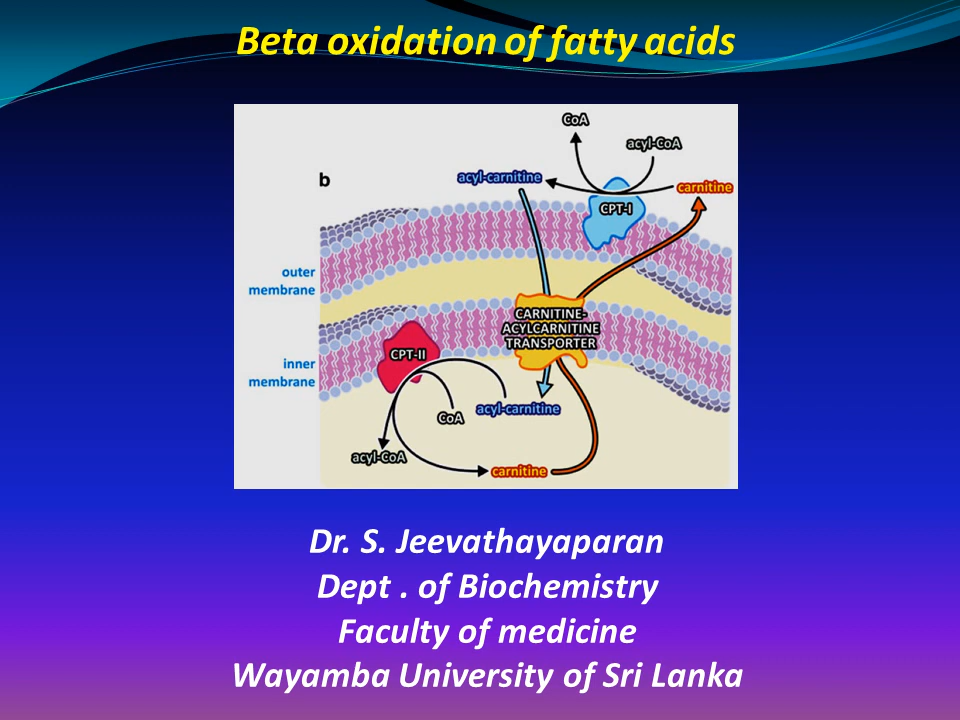 Beta oxidation of fatty acids
CoA
acyl-CoA
b
acyl-carnitine
carnitine
CPT-I
outer
membrane
CARNITINE-
ACYLCARNITINE
TRANSPORTER
CPT-II
inner
membrane
acyl-carnitine
CoA
acyl-CoA
carnitine
Dr. S. Jeevathayaparan
Dept . of Biochemistry
Faculty of medicine
Wayamba University of Sri Lanka